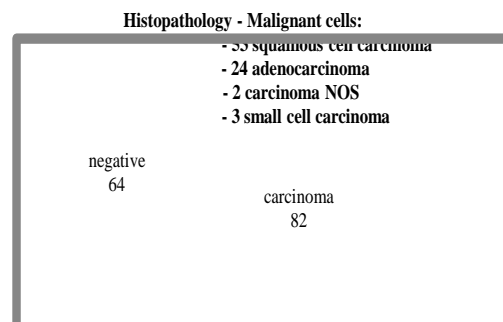 Histopathology - Malignant cells:
- squamous cell carcinoma
- 24 adenocarcinoma
- 2 carcinoma NOS
- 3 small cell carcinoma
negative
64
carcinoma
82